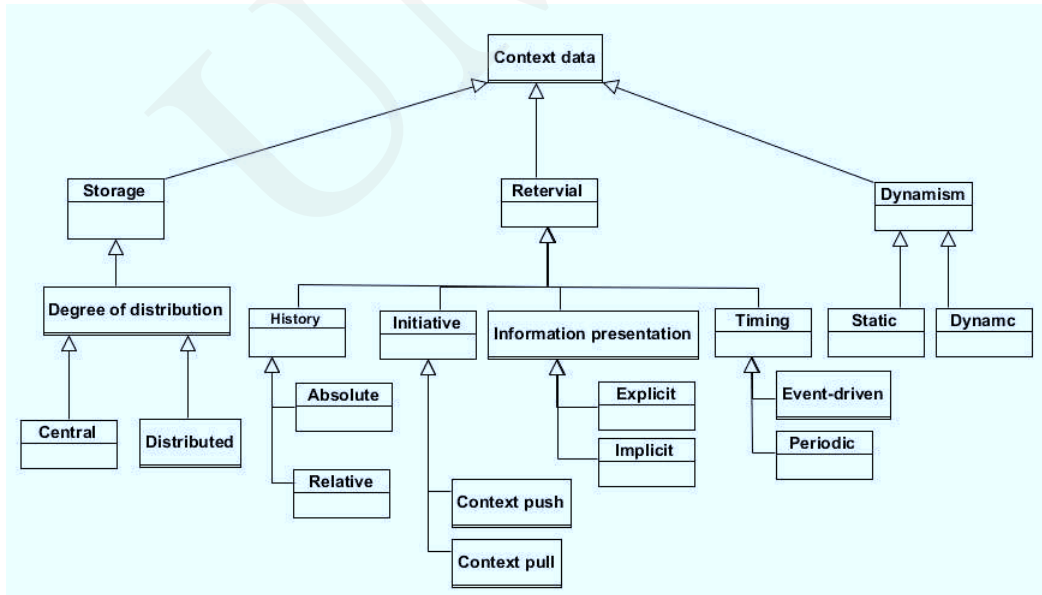 Context data
Storage
Retervial
Dynamism
Degree of distribution
History
Initiative
Information presentation
Timing
Static
Dynamc
Absolute
Explicit
Event-driven
Central
Distributed
Implicit
Periodic
Relative
Context push
Context pull